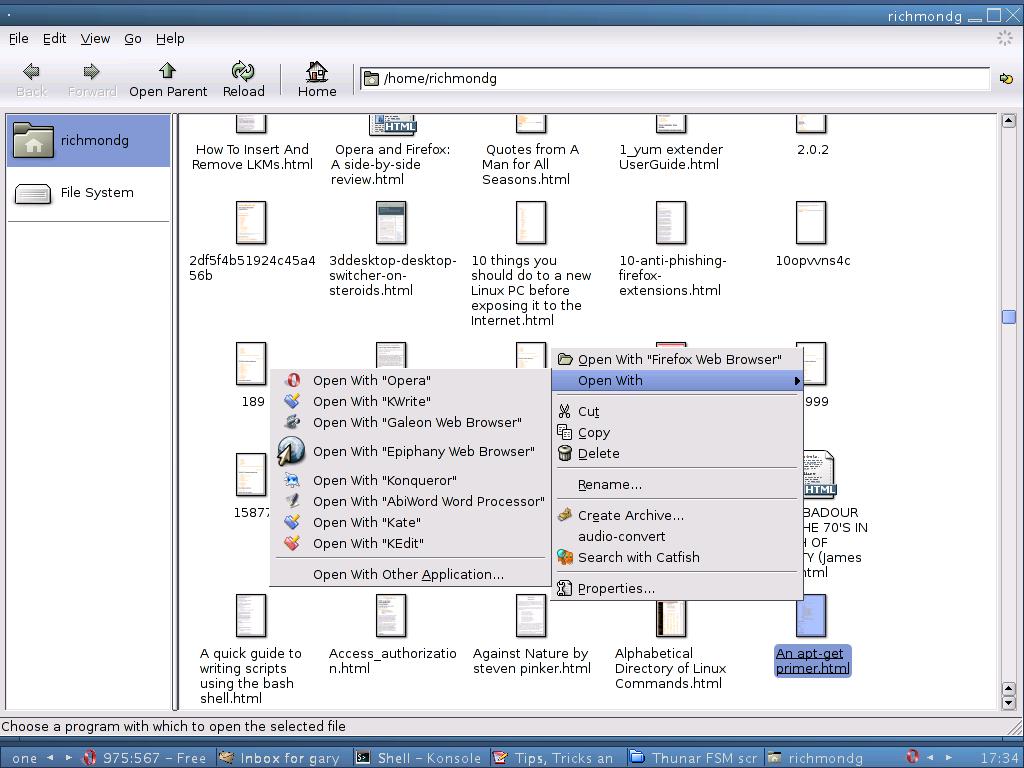 richmondg
File Edit View Go Help
Back Forward Open Parent Reload Home /home/richmondg
richmondg
File System
How To Insert And
Remove LKMs.html
Opera and Firefox:
A side-by-side
review.html
Quotes from A
Man for All
Seasons.html
1_yum extender
UserGuide.html
2.0.2
2df5f4b51924c45a4
56b
3ddesktop-desktop-
switcher-on-
steroids.html
10 things you
should do to a new
Linux PC before
exposing it to the
Internet.html
10-anti-phishing-
firefox-
extensions.html
10opvvns4c
189
999
Open With "Firefox Web Browser"
Open With
Cut
Copy
Delete
Rename...
Create Archive...
audio-convert
Search with Catfish
Properties...
Open With "Opera"
Open With "KWrite"
Open With "Galeon Web Browser"
Open With "Epiphany Web Browser"
Open With "Konqueror"
Open With "AbiWord Word Processor"
Open With "Kate"
Open With "KEdit"
Open With Other Application...
15877
HTML
BADOUR
HE 70'S IN
H OF
TY (James
html
A quick guide to
writing scripts
using the bash
shell.html
Access_authorizatio
n.html
Against Nature by
steven pinker.html
Alphabetical
Directory of Linux
Commands.html
An apt-get
primer.html
Choose a program with which to open the selected file
one 975:567 - Free Inbox for gary Shell - Konsole Tips, Tricks an Thunar FSM scr richmondg 17:34